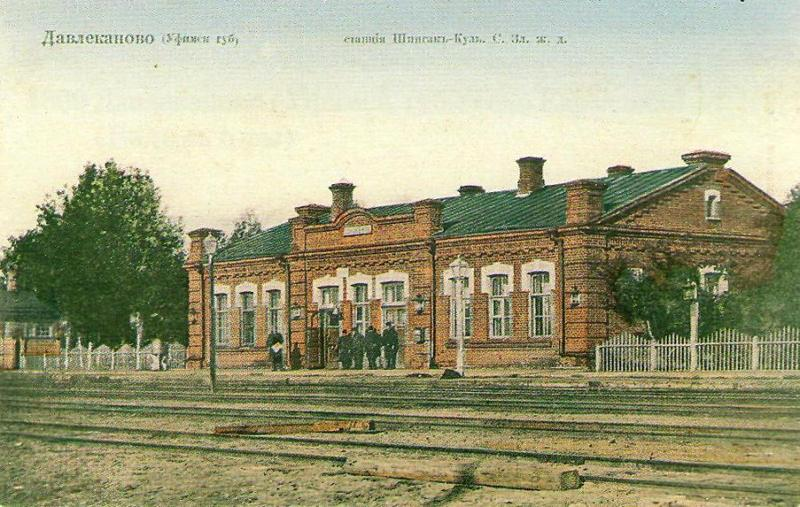 Давлеканово (Уфимск губ)
станція Шингакъ-Куль. С. Зл. ж. д.